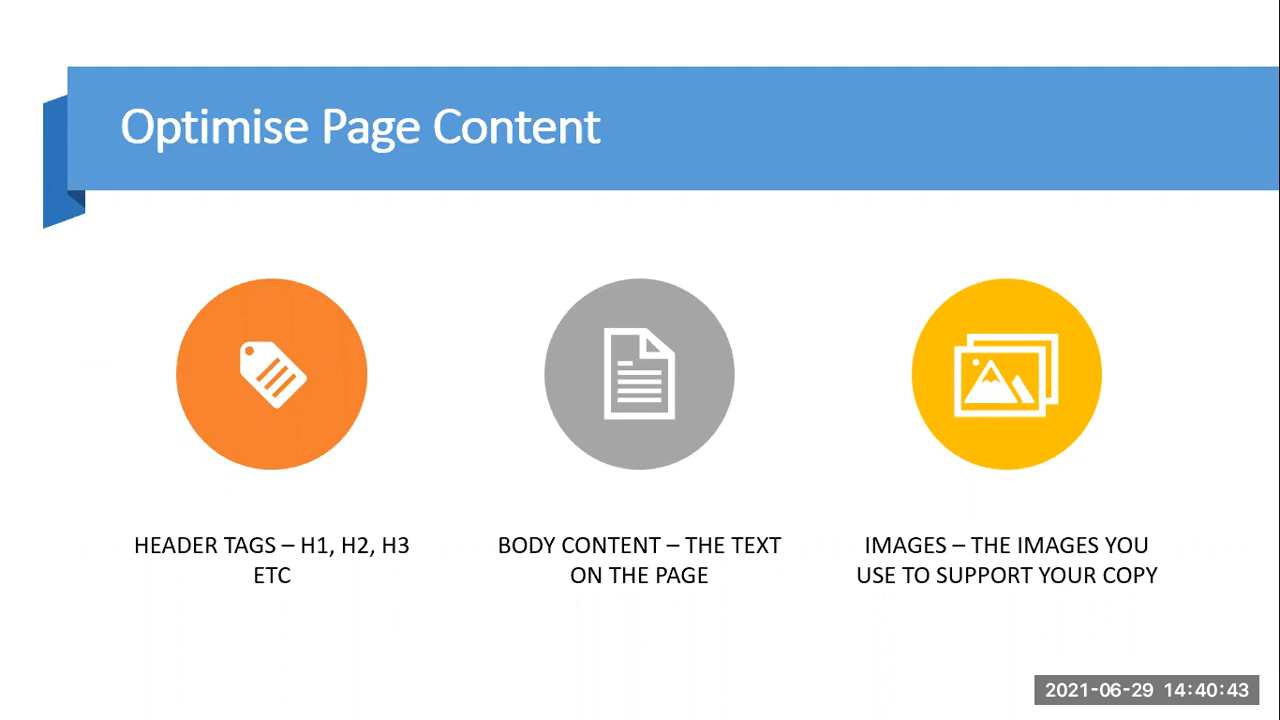 Optimise Page Content
HEADER TAGS – H1, H2, H3
ETC
BODY CONTENT – THE TEXT
ON THE PAGE
IMAGES – THE IMAGES YOU
USE TO SUPPORT YOUR COPY
2021-06-29 14:40:43